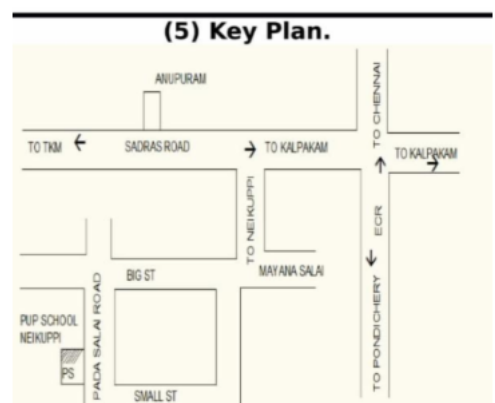 (5) Key Plan.
ANUPURAM
TO CHENNAI
TO TKM
SADRAS ROAD
TO KALPAKAM
TO KALPAKAM
TO NEIKUPPI
ECR
BIG ST
MAYANA SALAI
PADA SALAI ROAD
PUP SCHOOL
NEIKUPPI
PS
SMALL ST
TO PONDICHERY